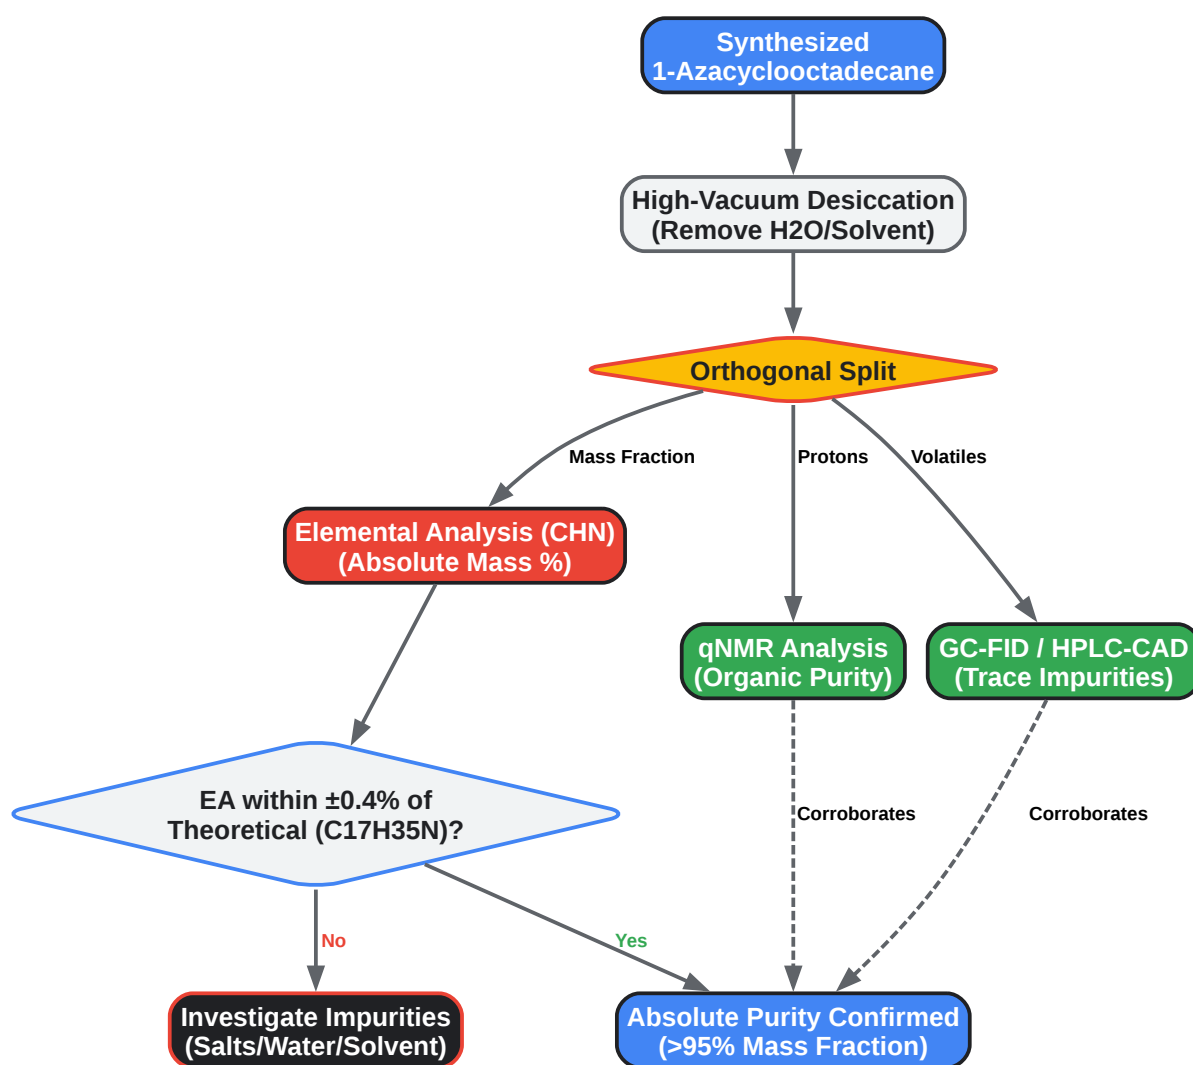 Synthesized
1-Azacyclooctadecane
High-Vacuum Desiccation
(Remove H2O/Solvent)
Orthogonal Split
Mass Fraction
Protons
Volatiles
Elemental Analysis (CHN)
(Absolute Mass %)
qNMR Analysis
(Organic Purity)
GC-FID / HPLC-CAD
(Trace Impurities)
EA within ±0.4% of
Theoretical (C17H35N)?
Corroborates
Corroborates
No
Yes
Investigate Impurities
(Salts/Water/Solvent)
Absolute Purity Confirmed
(>95% Mass Fraction)